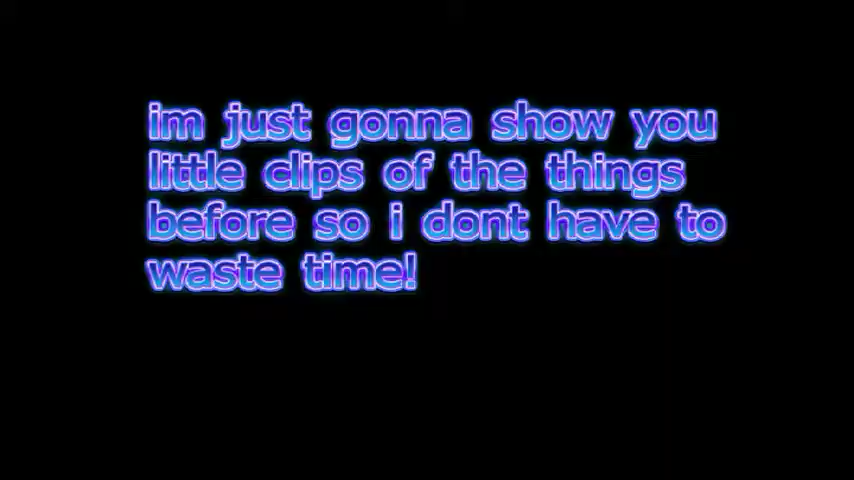 im just gonna show you
little clips of the things
before so i dont have to
waste time!